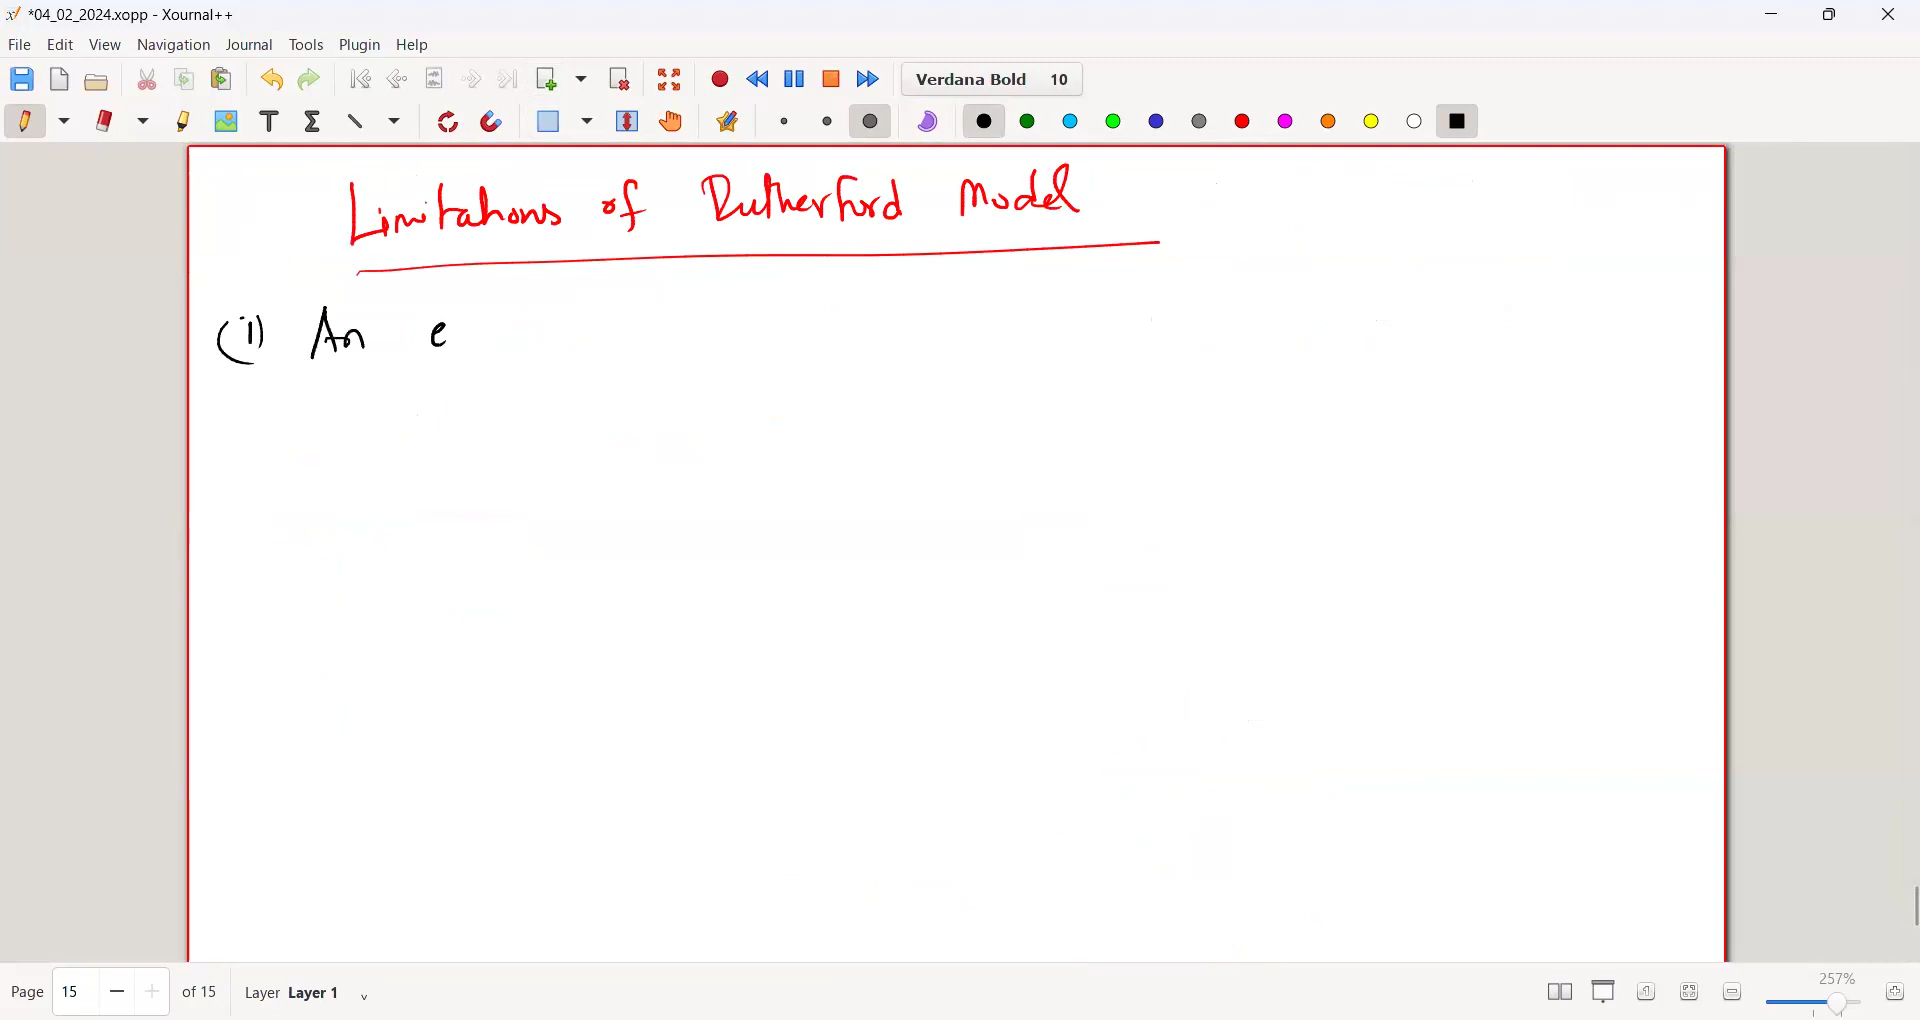 *04_02_2024.xopp - Xournal++
File Edit View Navigation Journal Tools Plugin Help
Verdana Bold 10
Limitations of Rutherford Model
(i) An e
Page 15 of 15 Layer Layer 1 257%